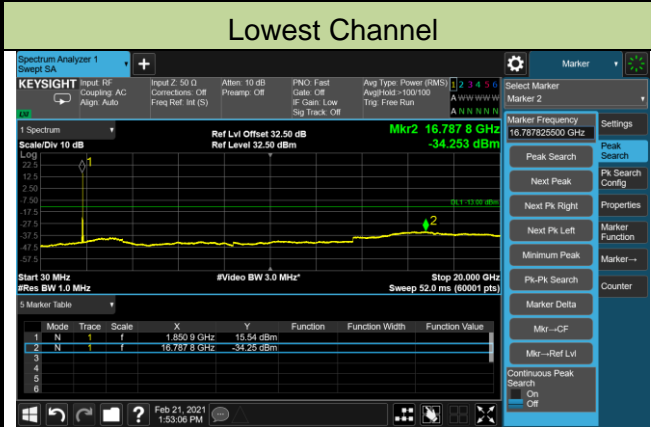 Lowest Channel
Spectrum Analyzer 1
Swept SA
Marker
KEYSIGHT
Input: RF
Coupling: AC
Align: Auto
Input Z: 50 Ω
Corrections: Off
Freq Ref: Int (S)
Atten: 10 dB
Preamp: Off
PNO: Fast
Gate: Off
IF Gain: Low
Sig Track: Off
Avg Type: Power (RMS)
Avg|Hold:>100/100
Trig: Free Run
1 2 3 4 5 6
A W W W W W
A N N N N N
Select Marker
Marker 2
1 Spectrum
Scale/Div 10 dB
Ref Lvl Offset 32.50 dB
Ref Level 32.50 dBm
Mkr2 16.787 8 GHz
-34.253 dBm
Log
22.5
12.5
2.50
-7.50
-17.5
-27.5
-37.5
-47.5
-57.5
1
DL1 -13.00 dBm
2
Start 30 MHz
#Res BW 1.0 MHz
#Video BW 3.0 MHz*
Stop 20.000 GHz
Sweep 52.0 ms (60001 pts)
5 Marker Table
Mode Trace Scale X Y Function Function Width Function Value
1 N 1 f 1.850 9 GHz 15.54 dBm
2 N 1 f 16.787 8 GHz -34.25 dBm
3
4
5
6
Marker Frequency
16.787825500 GHz
Peak Search
Next Peak
Next Pk Right
Next Pk Left
Minimum Peak
Pk-Pk Search
Marker Delta
Mkr→CF
Mkr→Ref Lvl
Continuous Peak
Search
On
Off
Settings
Peak
Search
Pk Search
Config
Properties
Marker
Function
Marker→
Counter
Feb 21, 2021
1:53:06 PM